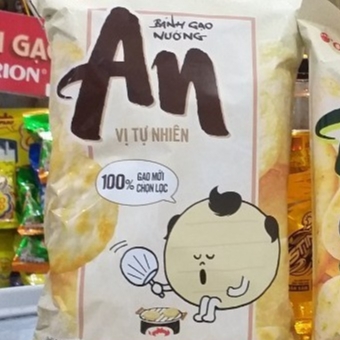 BÁNH GẠO
NƯỚNG
An
VỊ TỰ NHIÊN
100% GẠO MỚI
CHỌN LỌC
GẠ
RION